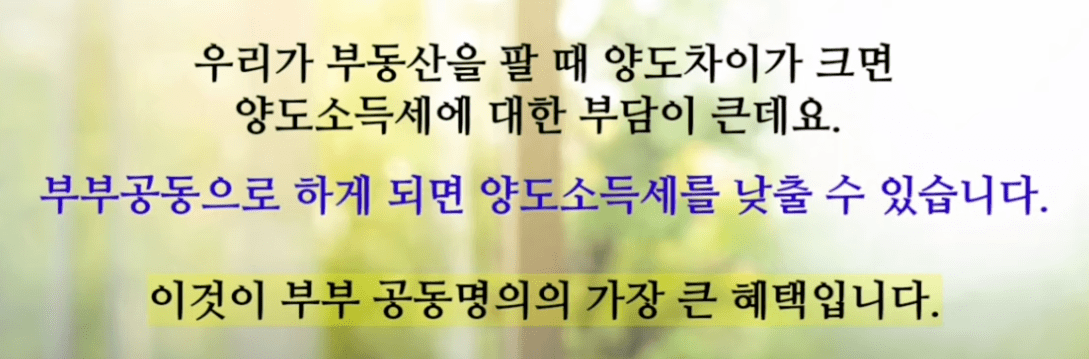 우리가 부동산을 팔 때 양도차이가 크면
양도소득세에 대한 부담이 큰데요.
부부공동으로 하게 되면 양도소득세를 낮출 수 있습니다.
이것이 부부 공동명의의 가장 큰 혜택입니다.